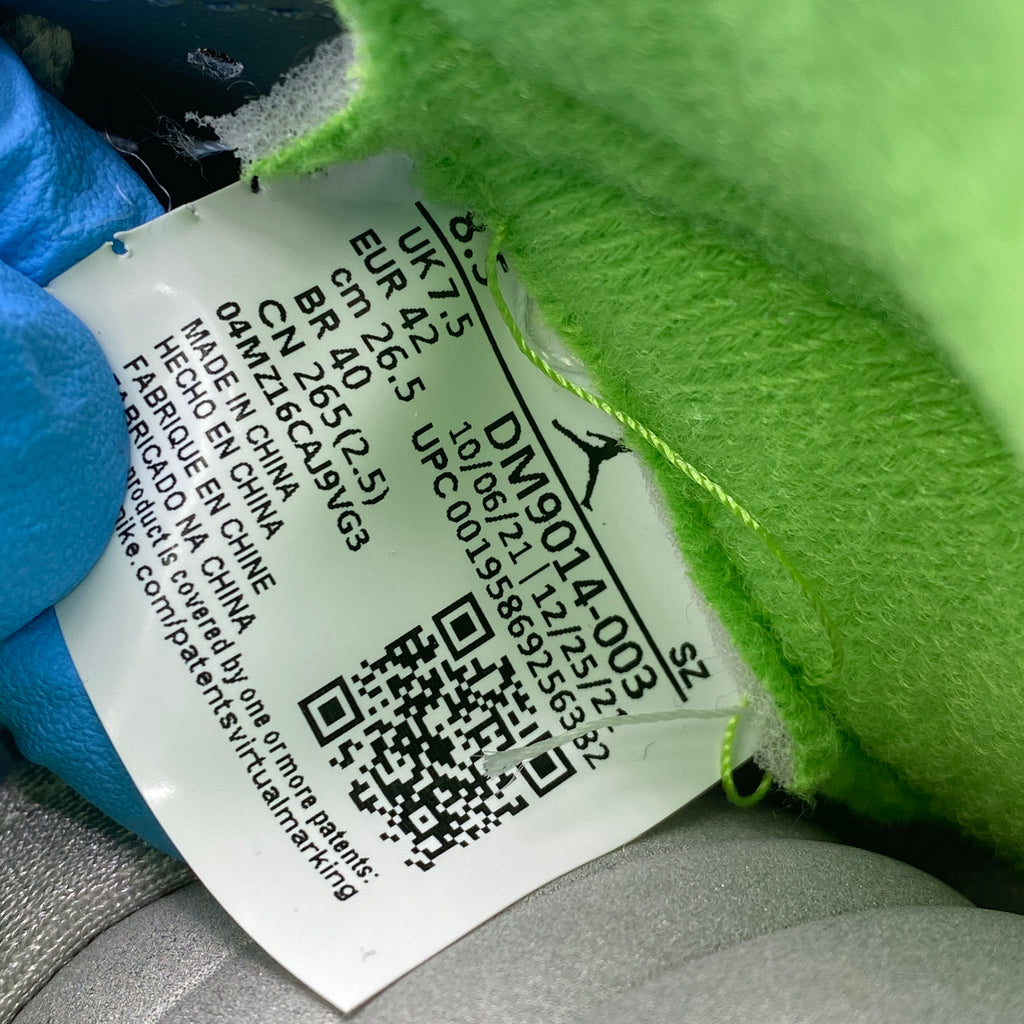 8.5
UK 7.5
EUR 42
cm 26.5
BR 40
CN 265(2.5)
04MZ16CAJ9VG3
MADE IN CHINA
HECHO EN CHINA
FABRIQUE EN CHINE
FABRICADO NA CHINA
product is covered by one or more patents:
nike.com/patentsvirtualmarking
SZ
DM9014-003
10/06/21 | 12/25/21
UPC 00195869256382